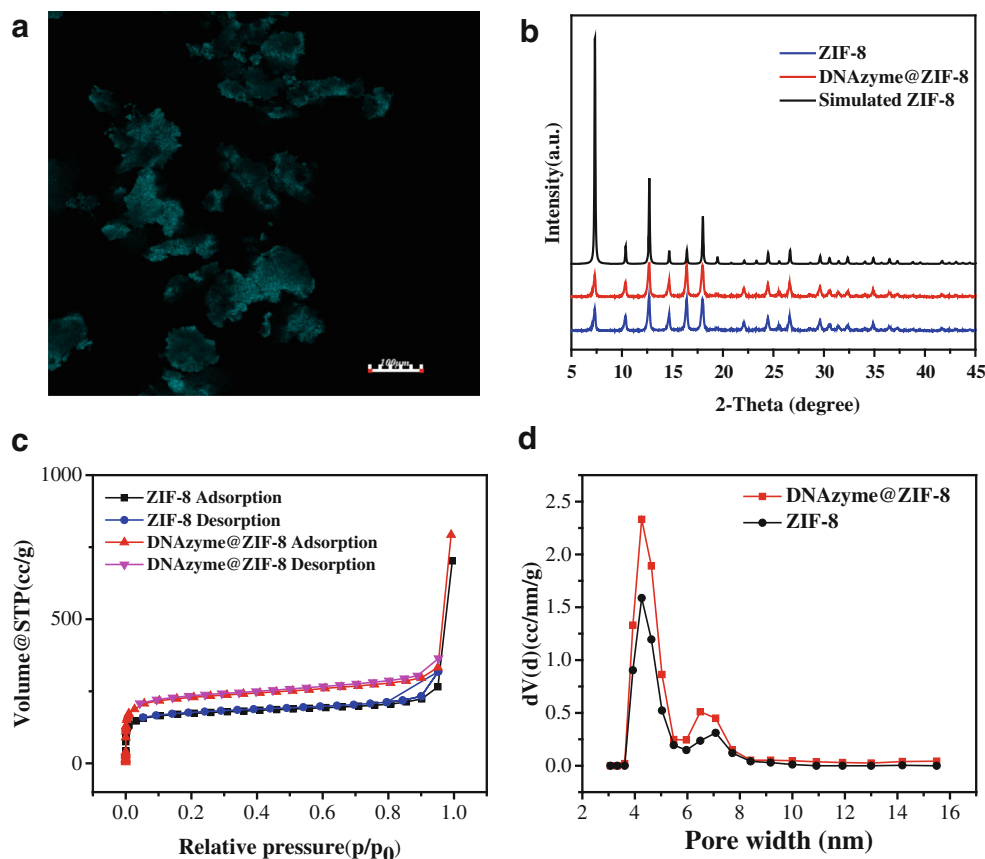 a
100μm
b
ZIF-8
DNAzyme@ZIF-8
Simulated ZIF-8
Intensity(a.u.)
5 10 15 20 25 30 35 40 45
2-Theta (degree)
c
1000
500
0
ZIF-8 Adsorption
ZIF-8 Desorption
DNAzyme@ZIF-8 Adsorption
DNAzyme@ZIF-8 Desorption
Volume@STP(cc/g)
0.0 0.2 0.4 0.6 0.8 1.0
Relative pressure(p/p0)
d
DNAzyme@ZIF-8
ZIF-8
2.5
2.0
1.5
1.0
0.5
0.0
dV(d)(cc/nm/g)
2 4 6 8 10 12 14 16
Pore width (nm)